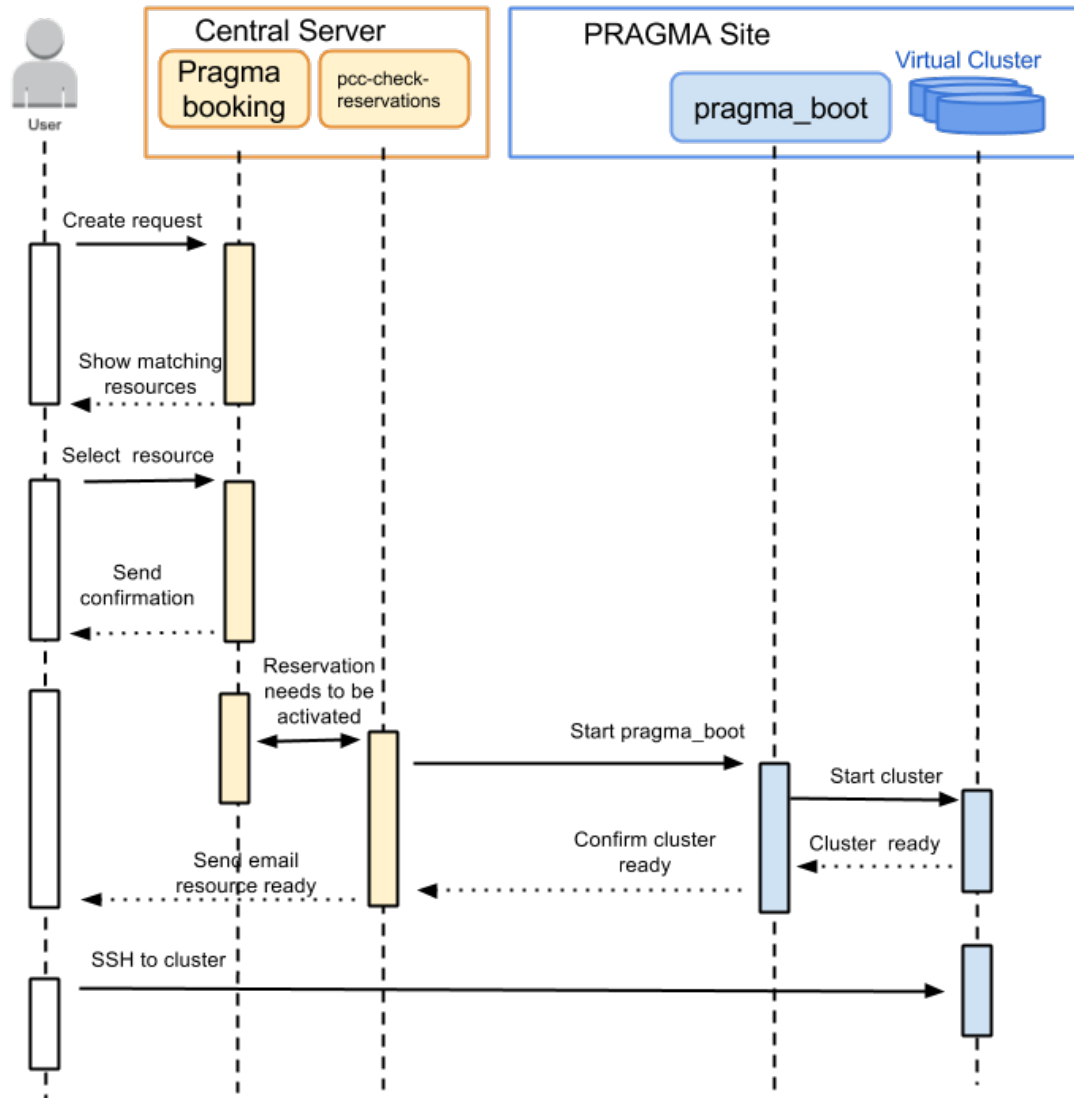 Central Server
PRAGMA Site
Pragma
booking
pcc-check-
reservations
pragma_boot
Virtual Cluster
User
Create request
Show matching
resources
Select resource
Send
confirmation
Reservation
needs to be
activated
Start pragma_boot
Start cluster
Confirm cluster
ready
Cluster ready
Send email
resource ready
SSH to cluster